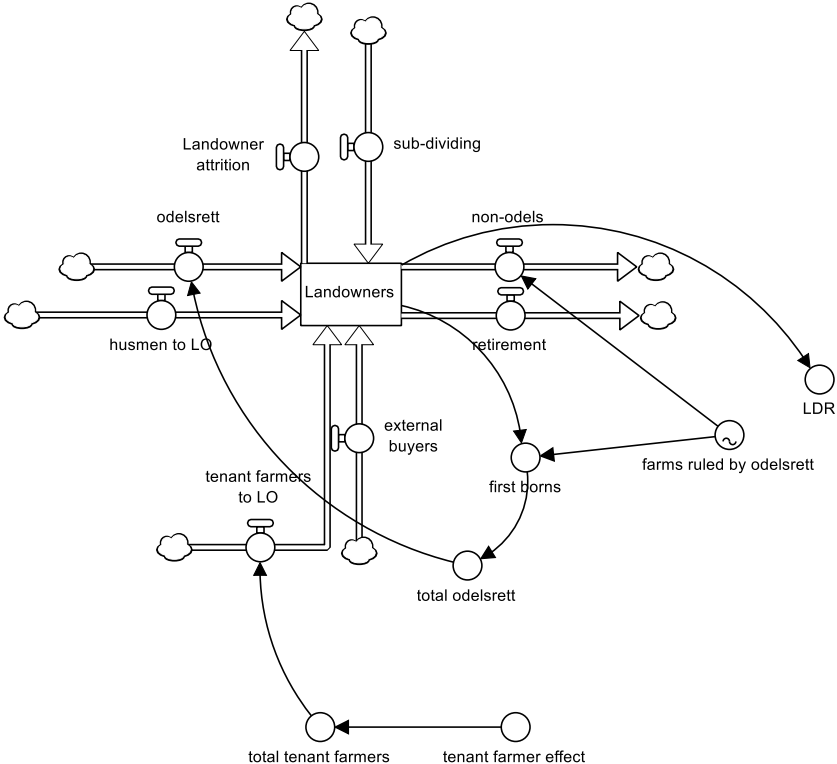 Landowner
attrition
sub-dividing
odelsrett
non-odels
Landowners
husmen to LO
retirement
LDR
external
buyers
farms ruled by odelsrett
tenant farmers
to LO
first borns
total odelsrett
total tenant farmers
tenant farmer effect